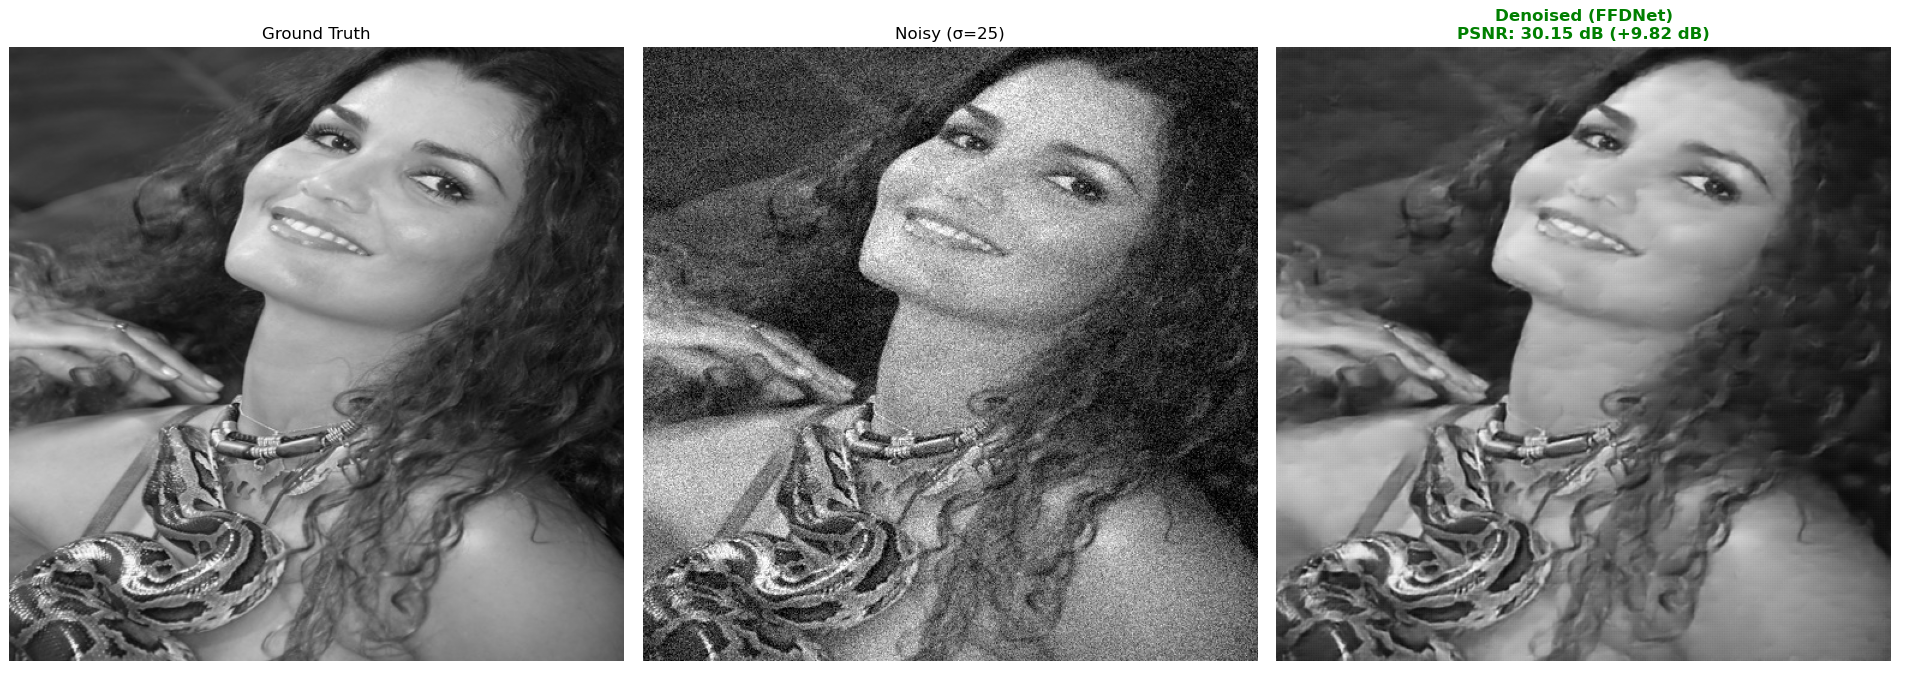 Ground Truth
Noisy (σ=25)
Denoised (FFDNet)
PSNR: 30.15 dB (+9.82 dB)